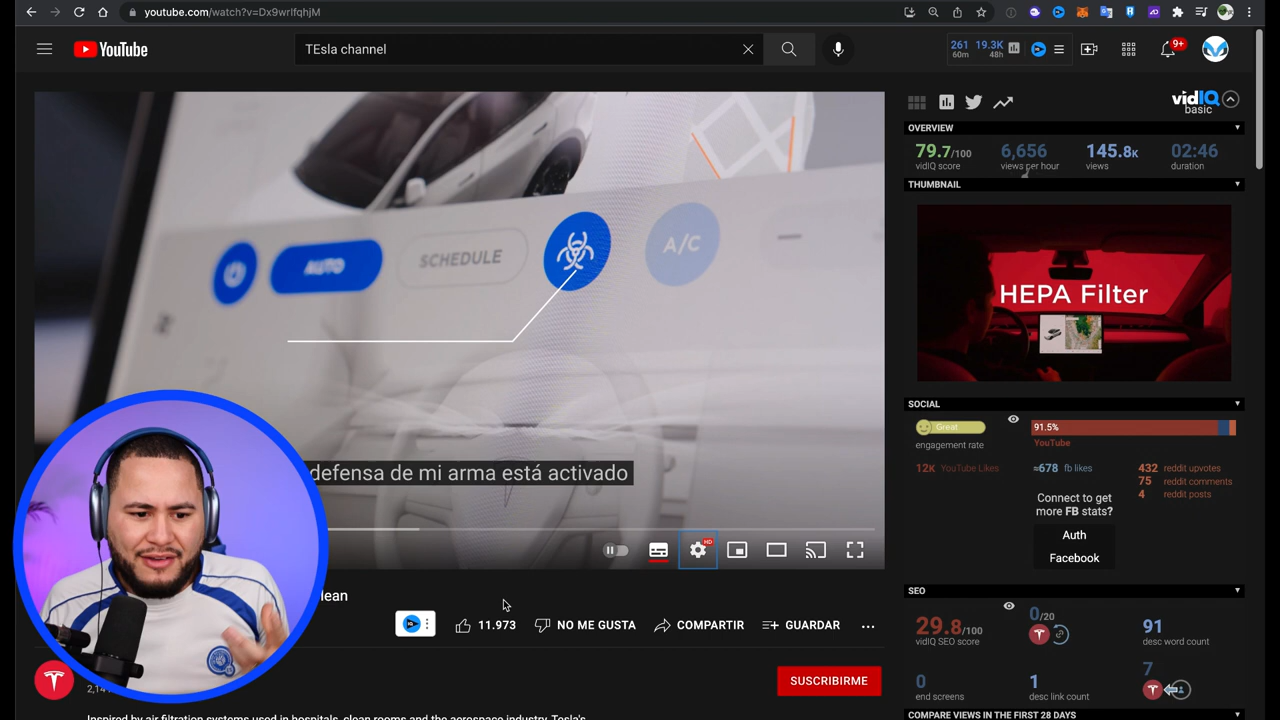 youtube.com/watch?v=Dx9wrIfqhjM
9+
YouTube
TEsla channel
261 19.3K
60m 48h
vidIQ
basic
OVERVIEW
79.7/100 6,656 145.8K 02:46
vidIQ score views per hour views duration
THUMBNAIL
AUTO SCHEDULE A/C
HEPA Filter
SOCIAL
Great 91.5%
engagement rate YouTube
12K YouTube Likes ≈678 fb likes 432 reddit upvotes
75 reddit comments
4 reddit posts
Connect to get
more FB stats?
Auth
Facebook
defensa de mi arma está activado
HD
SEO
29.8/100 0/20 91
vidIQ SEO score desc word count
0 1 7
end screens desc link count
lean
11.973 NO ME GUSTA COMPARTIR GUARDAR
SUSCRIBIRME
Inspired by air filtration systems used in hospitals, clean rooms and the aerospace industry, Tesla's
COMPARE VIEWS IN THE FIRST 28 DAYS